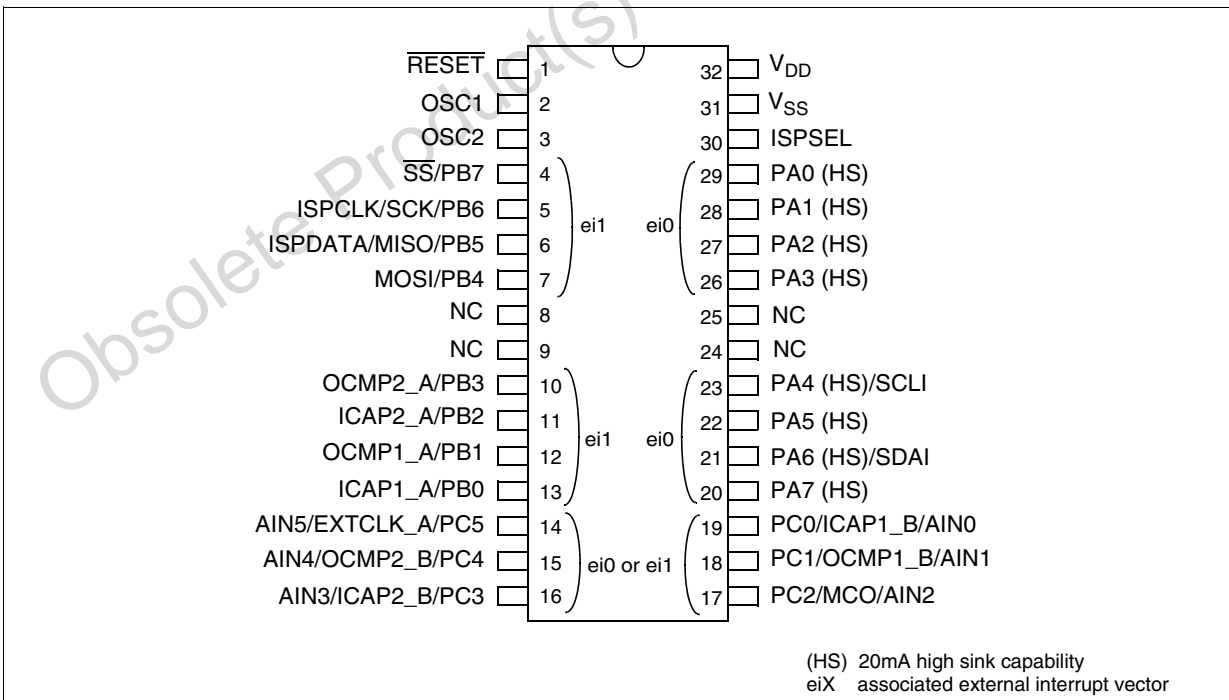 Obsolete Product(s)
RESET 1 32 VDD
OSC1 2 31 VSS
OSC2 3 30 ISPSEL
SS/PB7 4 29 PA0 (HS)
ISPCLK/SCK/PB6 5 28 PA1 (HS)
ei1 ei0
ISPDATA/MISO/PB5 6 27 PA2 (HS)
MOSI/PB4 7 26 PA3 (HS)
NC 8 25 NC
NC 9 24 NC
OCMP2_A/PB3 10 23 PA4 (HS)/SCLI
ICAP2_A/PB2 11 22 PA5 (HS)
ei1 ei0
OCMP1_A/PB1 12 21 PA6 (HS)/SDAI
ICAP1_A/PB0 13 20 PA7 (HS)
AIN5/EXTCLK_A/PC5 14 19 PC0/ICAP1_B/AIN0
AIN4/OCMP2_B/PC4 15 ei0 or ei1 18 PC1/OCMP1_B/AIN1
AIN3/ICAP2_B/PC3 16 17 PC2/MCO/AIN2
(HS) 20mA high sink capability
eiX associated external interrupt vector